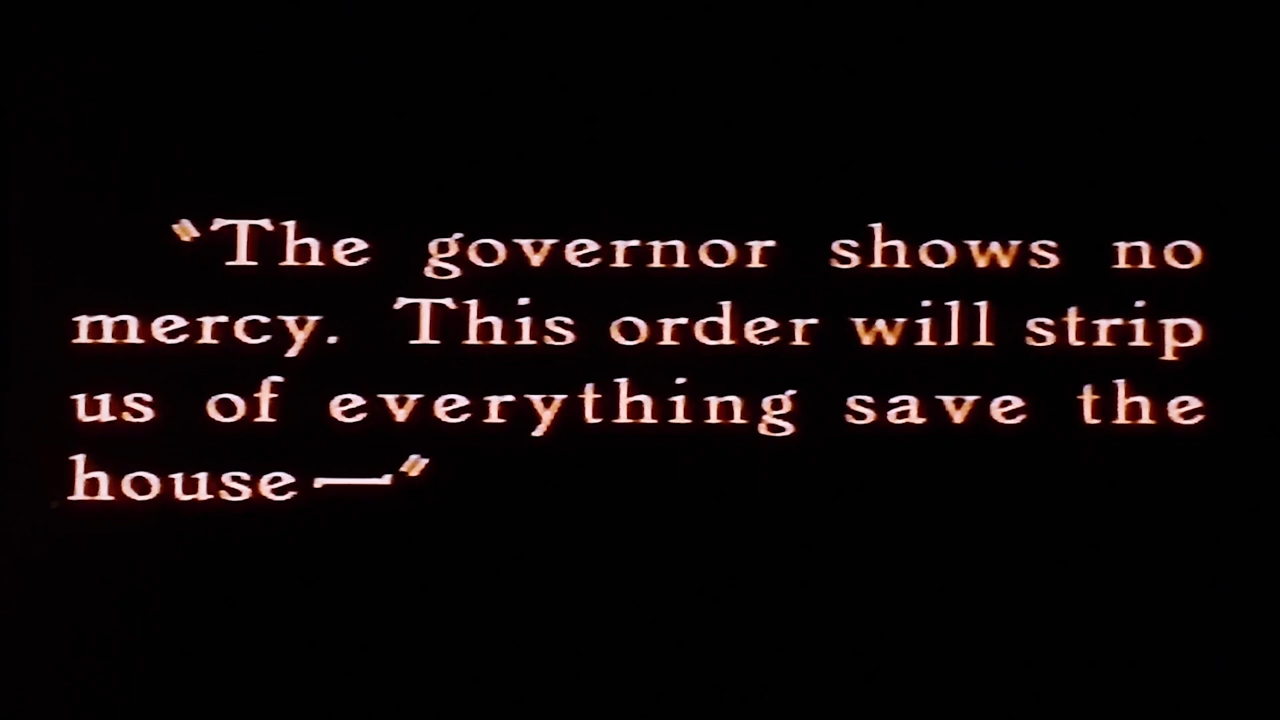 "The governor shows no
mercy. This order will strip
us of everything save the
house—"